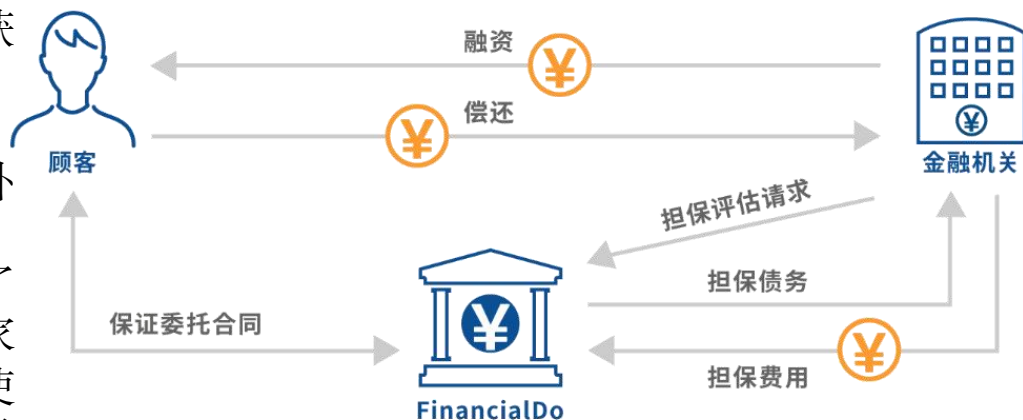 融资
偿还
顾客
金融机关
担保评估请求
担保债务
保证委托合同
担保费用
FinancialDo